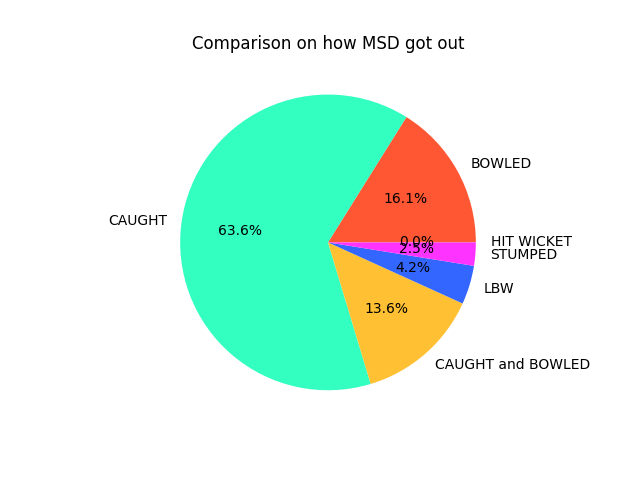 Comparison on how MSD got out
BOWLED
16.1%
CAUGHT
63.6%
0.0%
HIT WICKET
2.5%
STUMPED
4.2%
LBW
13.6%
CAUGHT and BOWLED